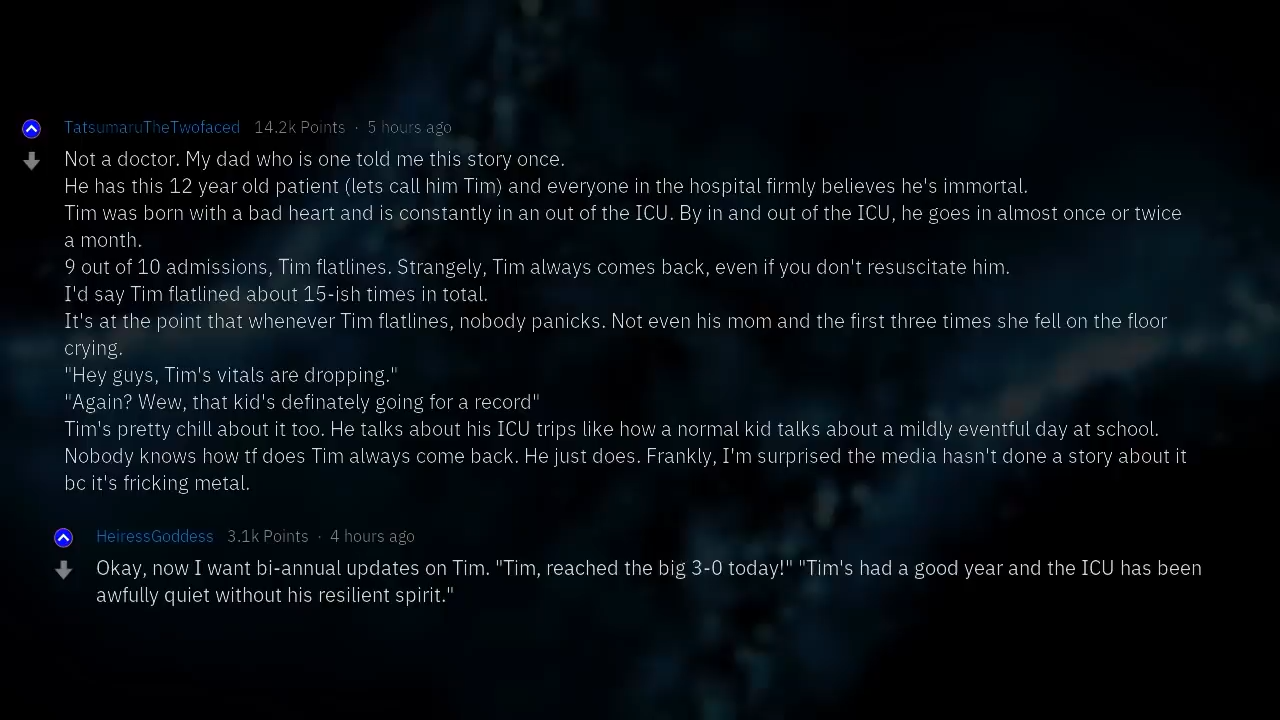 TatsumaruTheTwofaced 14.2k Points · 5 hours ago
Not a doctor. My dad who is one told me this story once.
He has this 12 year old patient (lets call him Tim) and everyone in the hospital firmly believes he's immortal.
Tim was born with a bad heart and is constantly in an out of the ICU. By in and out of the ICU, he goes in almost once or twice
a month.
9 out of 10 admissions, Tim flatlines. Strangely, Tim always comes back, even if you don't resuscitate him.
I'd say Tim flatlined about 15-ish times in total.
It's at the point that whenever Tim flatlines, nobody panicks. Not even his mom and the first three times she fell on the floor
crying.
"Hey guys, Tim's vitals are dropping."
"Again? Wew, that kid's definately going for a record"
Tim's pretty chill about it too. He talks about his ICU trips like how a normal kid talks about a mildly eventful day at school.
Nobody knows how tf does Tim always come back. He just does. Frankly, I'm surprised the media hasn't done a story about it
bc it's fricking metal.
HeiressGoddess 3.1k Points · 4 hours ago
Okay, now I want bi-annual updates on Tim. "Tim, reached the big 3-0 today!" "Tim's had a good year and the ICU has been
awfully quiet without his resilient spirit."